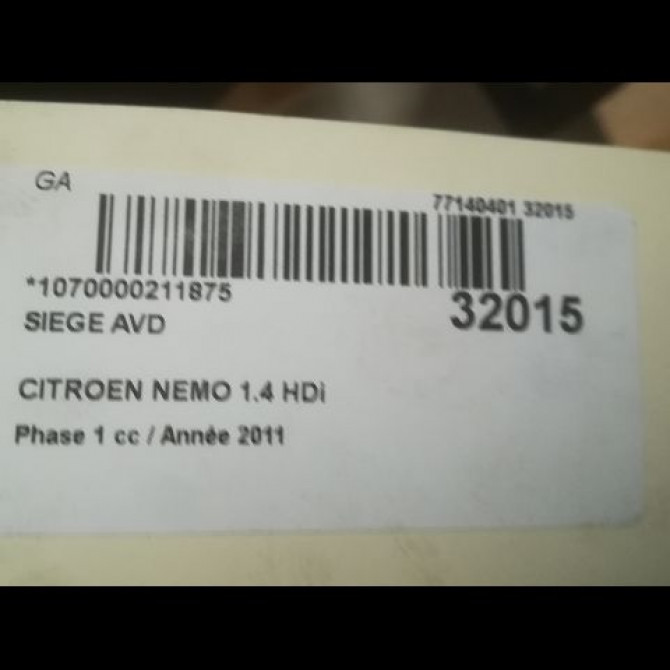 GA
77140401 32015
*1070000211875
32015
SIEGE AVD
CITROEN NEMO 1.4 HDi
Phase 1 cc / Année 2011